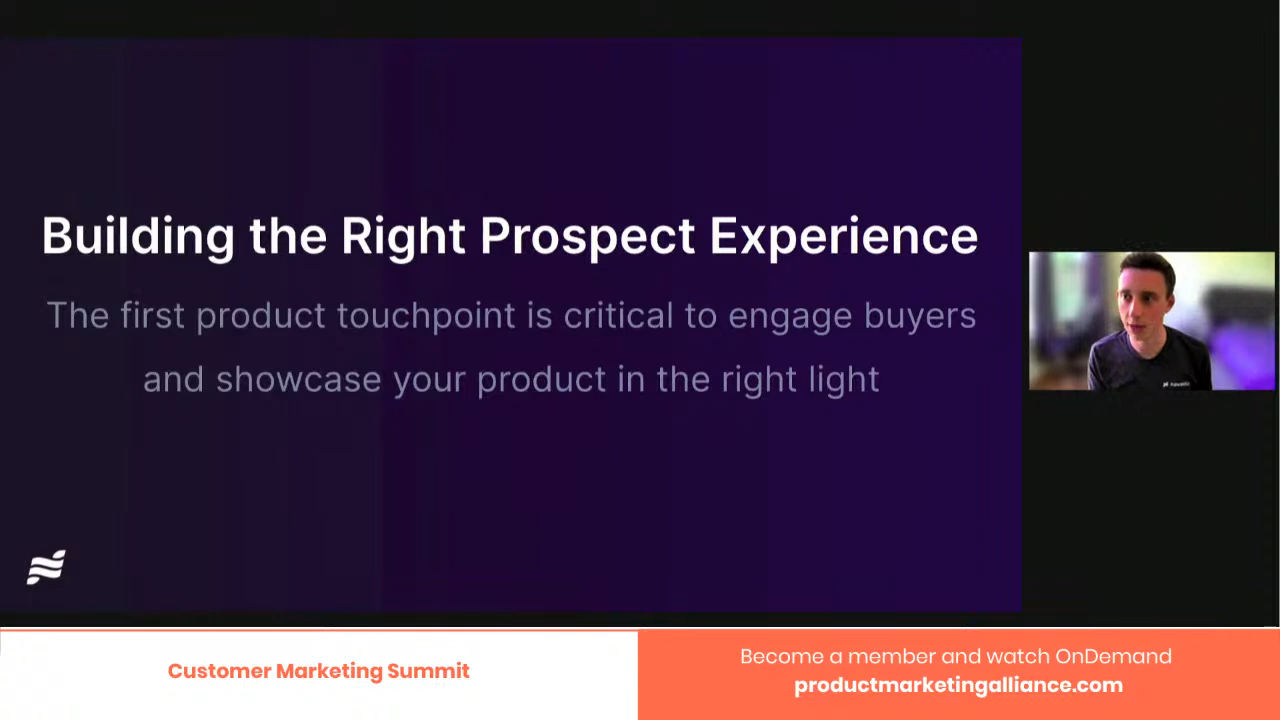 Building the Right Prospect Experience
The first product touchpoint is critical to engage buyers
and showcase your product in the right light
Customer Marketing Summit
Become a member and watch OnDemand
productmarketingalliance.com